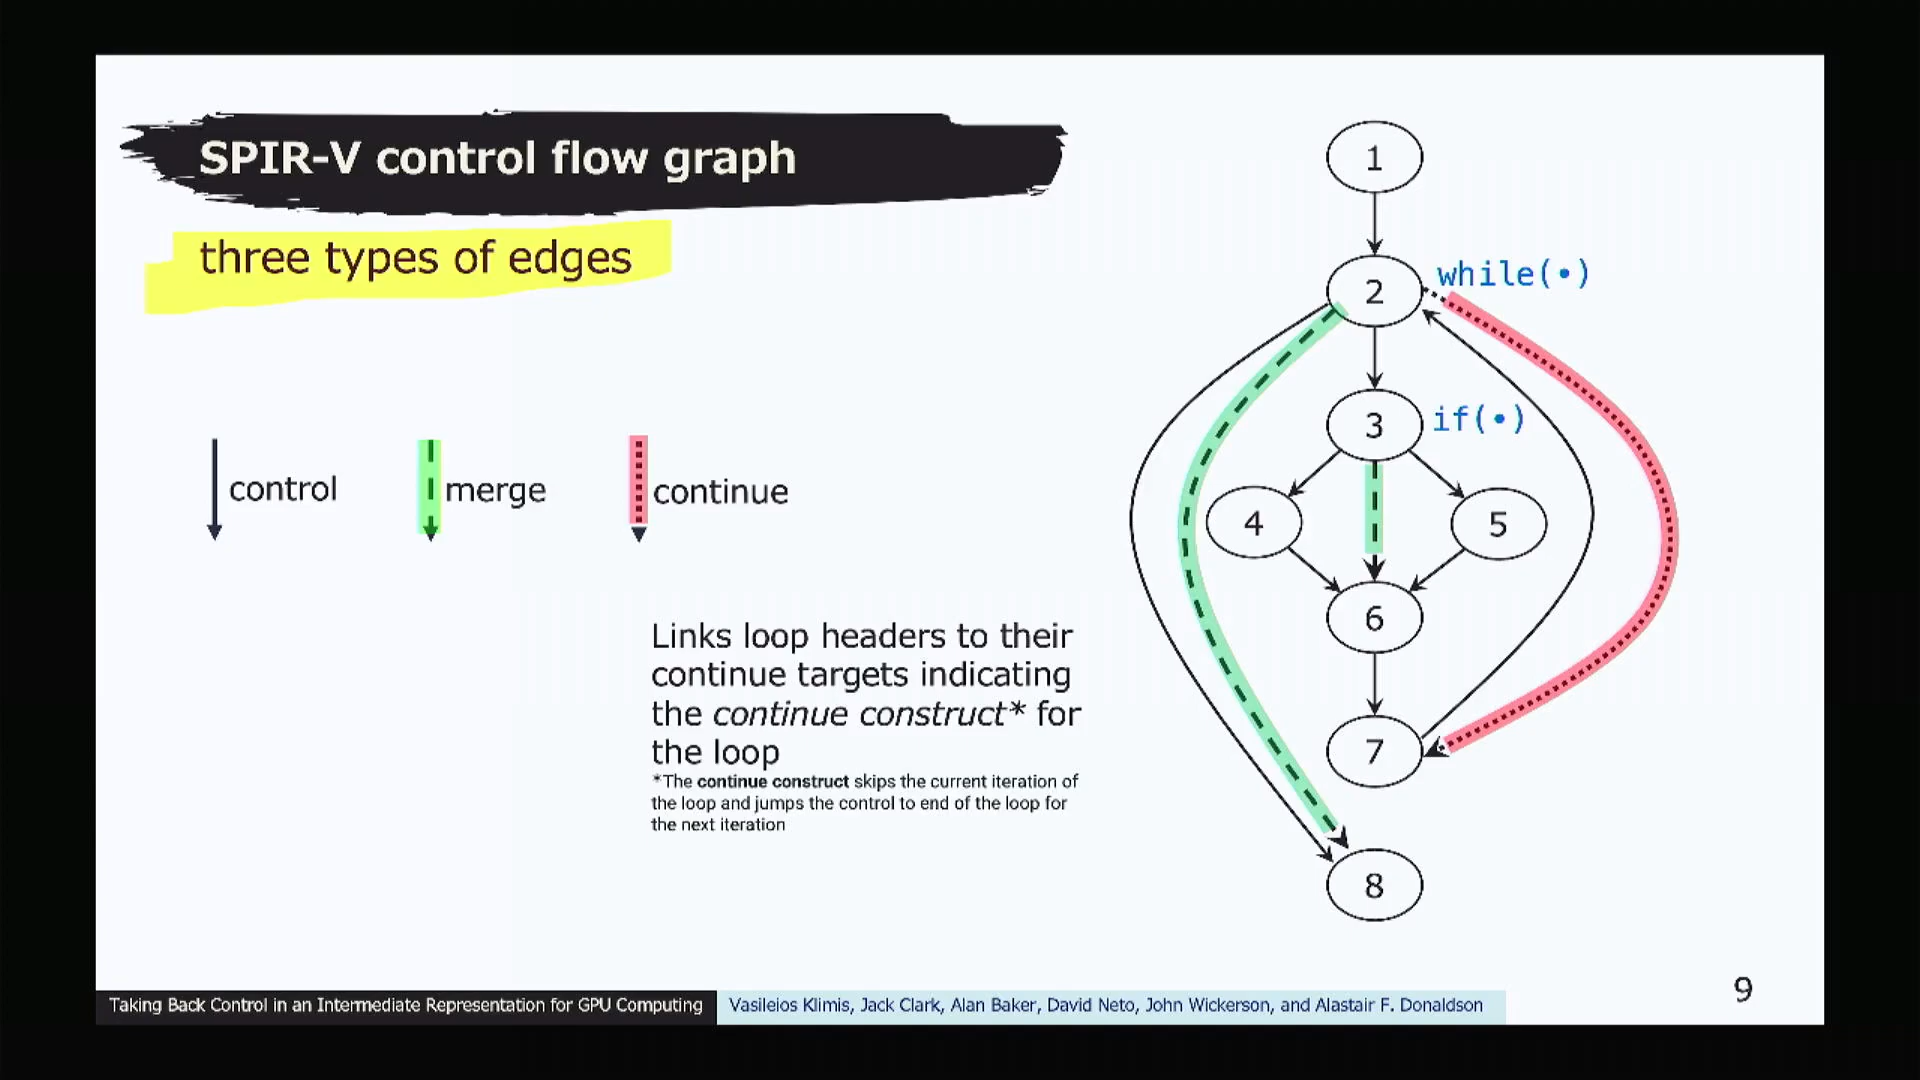 SPIR-V control flow graph
three types of edges
control
merge
continue
Links loop headers to their
continue targets indicating
the continue construct* for
the loop
*The continue construct skips the current iteration of
the loop and jumps the control to end of the loop for
the next iteration
1
2
while(•)
3
if(•)
4
5
6
7
8
9
Taking Back Control in an Intermediate Representation for GPU Computing
Vasileios Klimis, Jack Clark, Alan Baker, David Neto, John Wickerson, and Alastair F. Donaldson